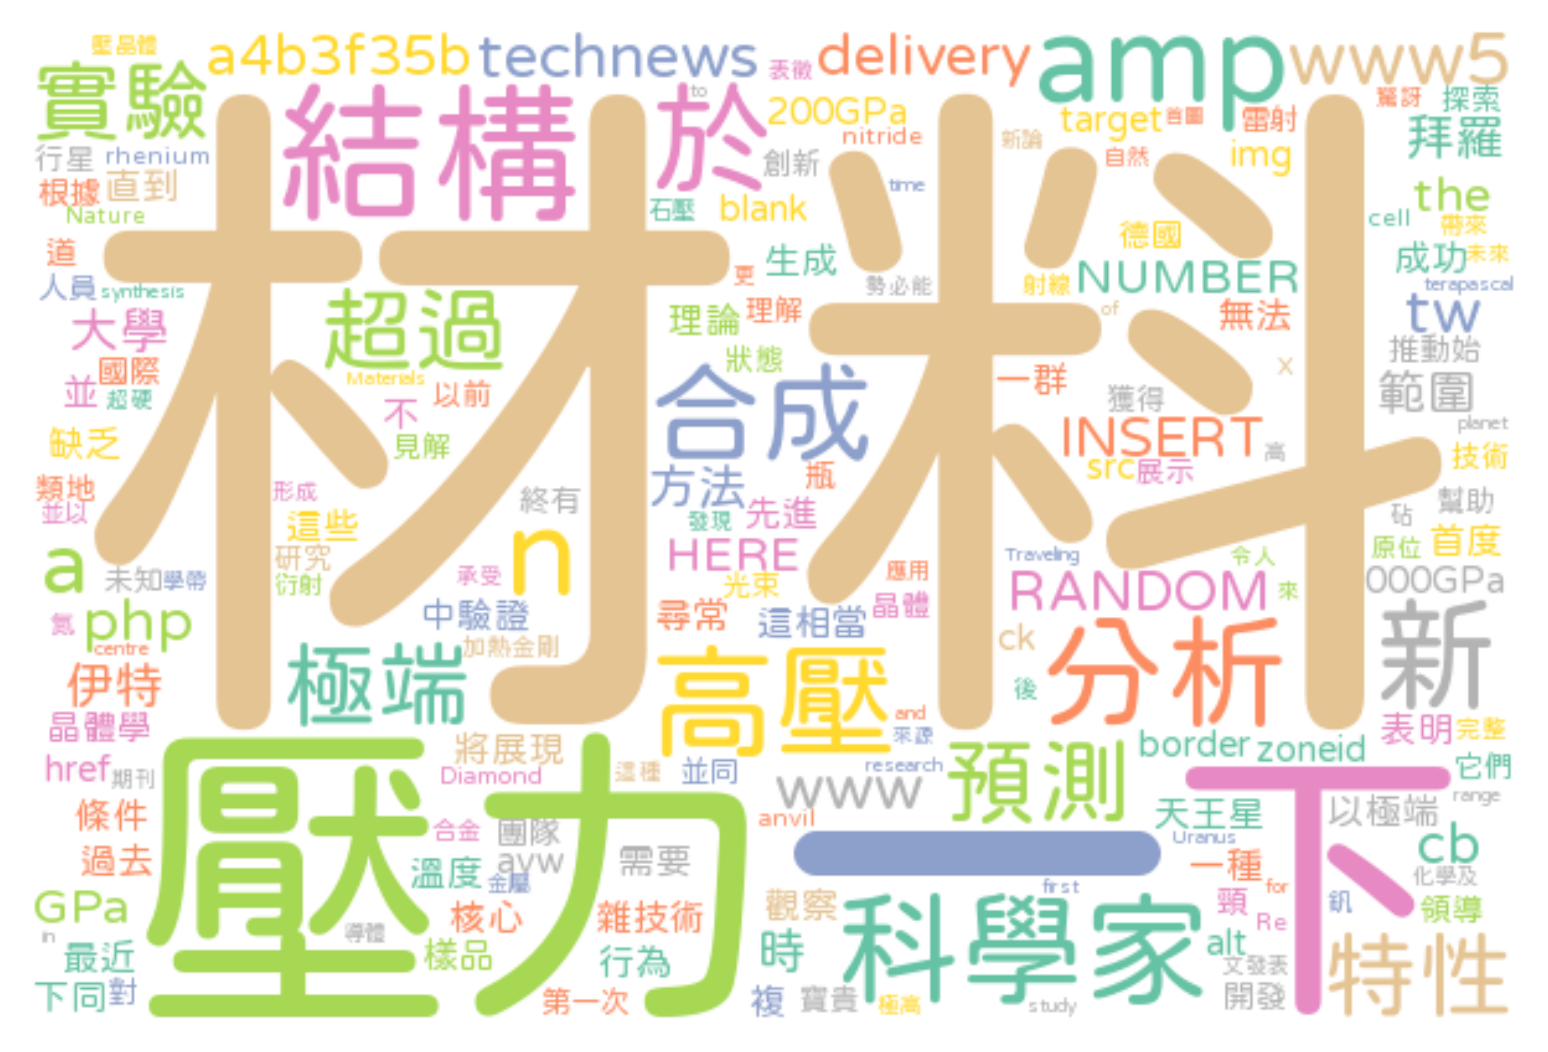 壓晶體 a4b3f35b technews 表徵 delivery amp www5
實驗 結構 to 於 200GPa target 首圖 雷射 驚訝 探索
行星 rhenium nitride 新論 自然 img 拜羅
根據 直到 創新 time the
Nature 石壓 blank cell 帶來
道 更 生成 德國 成功 未來
人員 synthesis 勢必能 射線 NUMBER terapascal
材料
大學 超過 理論 理解 of 無法 tw
國際 Materials 狀態 推動始
並 超硬 不 以前 合成 一群 x 獲得 範圍
缺乏 見解 INSERT 高 planet
類地 方法 瓶 src 展示 技術
並以 形成 終有 先進 砧 幫助
這些 發現 原位 首度
a 研究 n HERE Traveling 令人
未知 學帶 衍射 承受 光束 應用 RANDOM 來 000GPa
氮 php 中驗證 尋常 這相當 晶體
centre 加熱金剛 ck 分析 新
伊特 極端 高壓 後
晶體學 and 表明 完整
將展現 來源 border zoneid
href 期刊 Diamond 這種 並同 research 預測 它們
條件 壓力 www 下 range
anvil 天王星 以極端
合金 團隊 一 Uranus cb
過去 溫度 avw 需要 一種 化學及
金屬 first for
GPa 核心 雜技術 觀察 科學家 頸 釩 領導
in 導體 Re
最近 樣品 行為 時 alt 特性
文發表
下同 對 第一次 複 寶貴 極高 study 開發